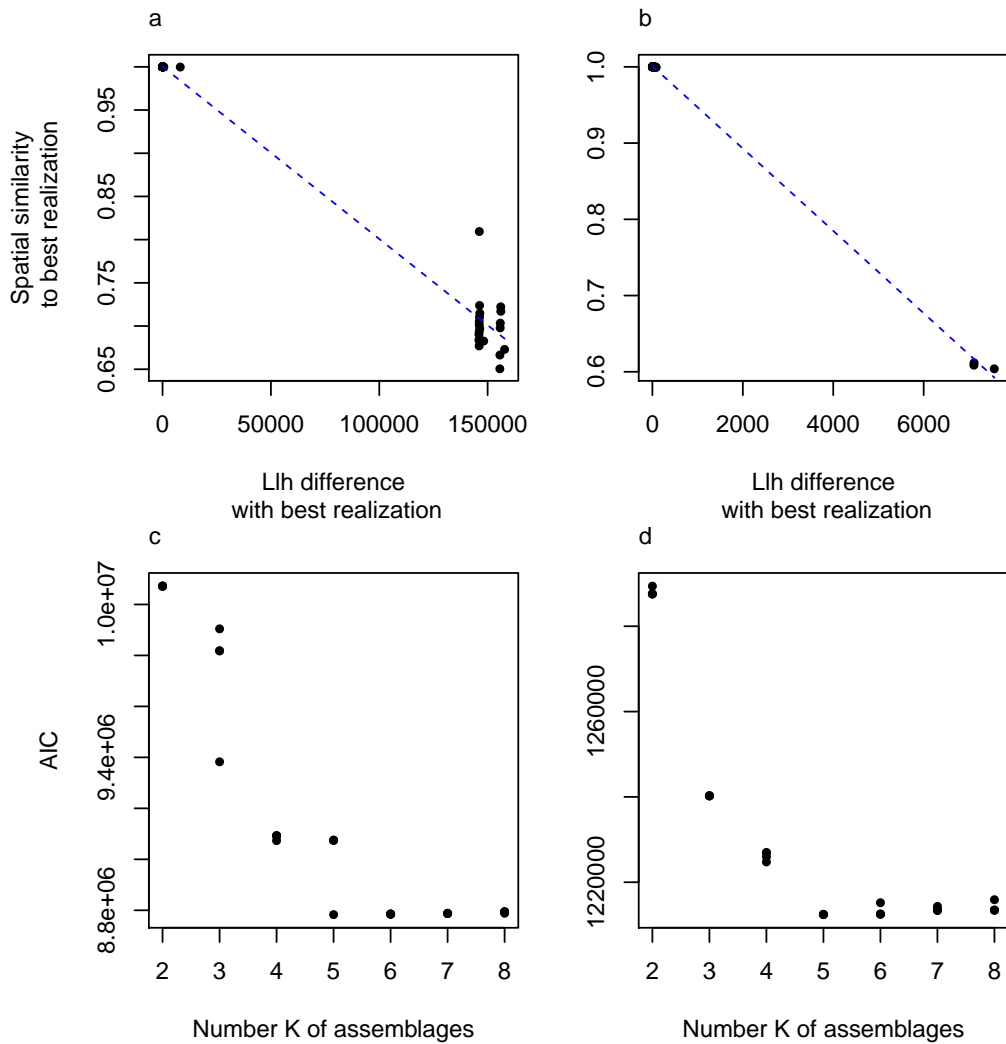 a
b
Spatial similarity
to best realization
0.65
0.75
0.85
0.95
0 50000 100000 150000
Llh difference
with best realization
0.6
0.7
0.8
0.9
1.0
0 2000 4000 6000
Llh difference
with best realization
c
d
AIC
8.8e+06
9.4e+06
1.0e+07
2 3 4 5 6 7 8
Number K of assemblages
1220000
1260000
2 3 4 5 6 7 8
Number K of assemblages